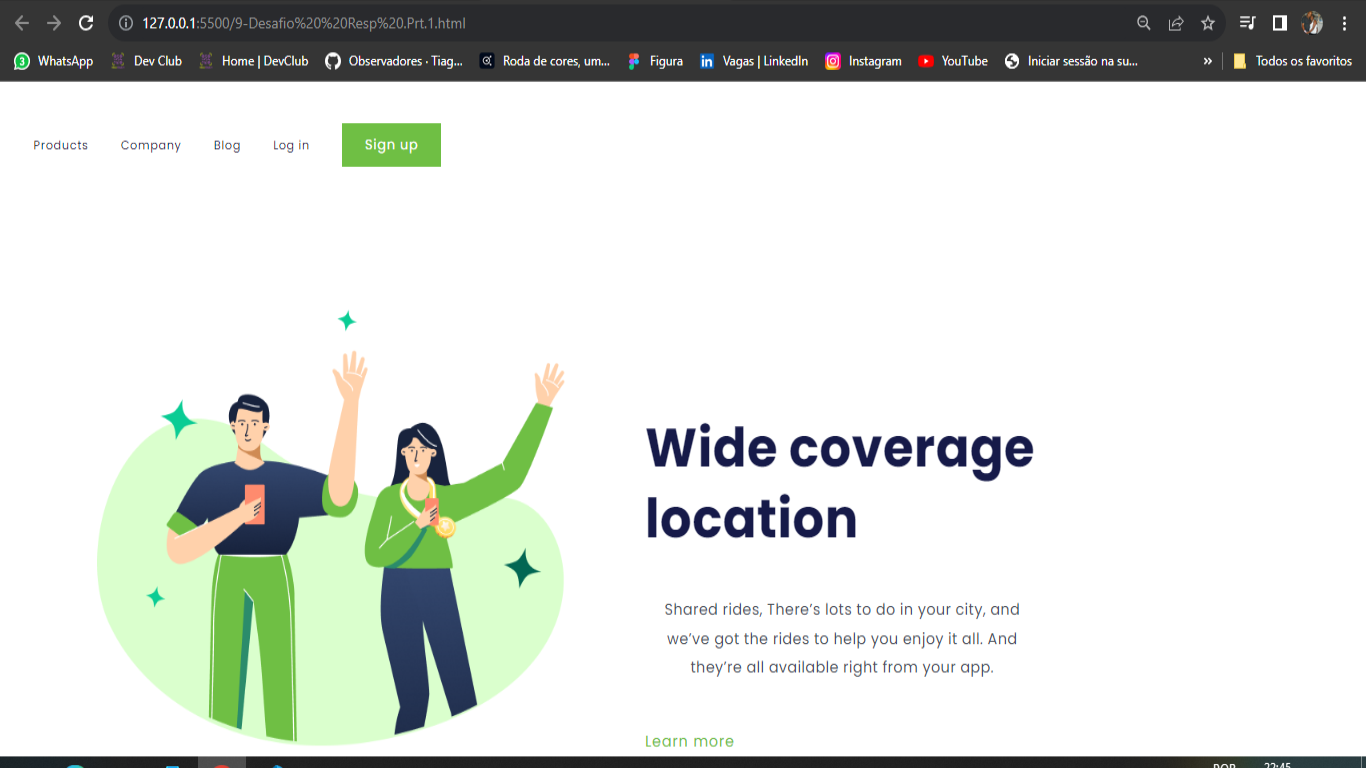 127.0.0.1:5500/9-Desafio%20%20Resp%20.Prt.1.html
3 WhatsApp Dev Club Home | DevClub Observadores · Tiag... Roda de cores, um... Figura Vagas | LinkedIn Instagram YouTube Iniciar sessão na su... » Todos os favoritos
Products Company Blog Log in Sign up
Wide coverage
location
Shared rides, There’s lots to do in your city, and
we’ve got the rides to help you enjoy it all. And
they’re all available right from your app.
Learn more
POR 22:45